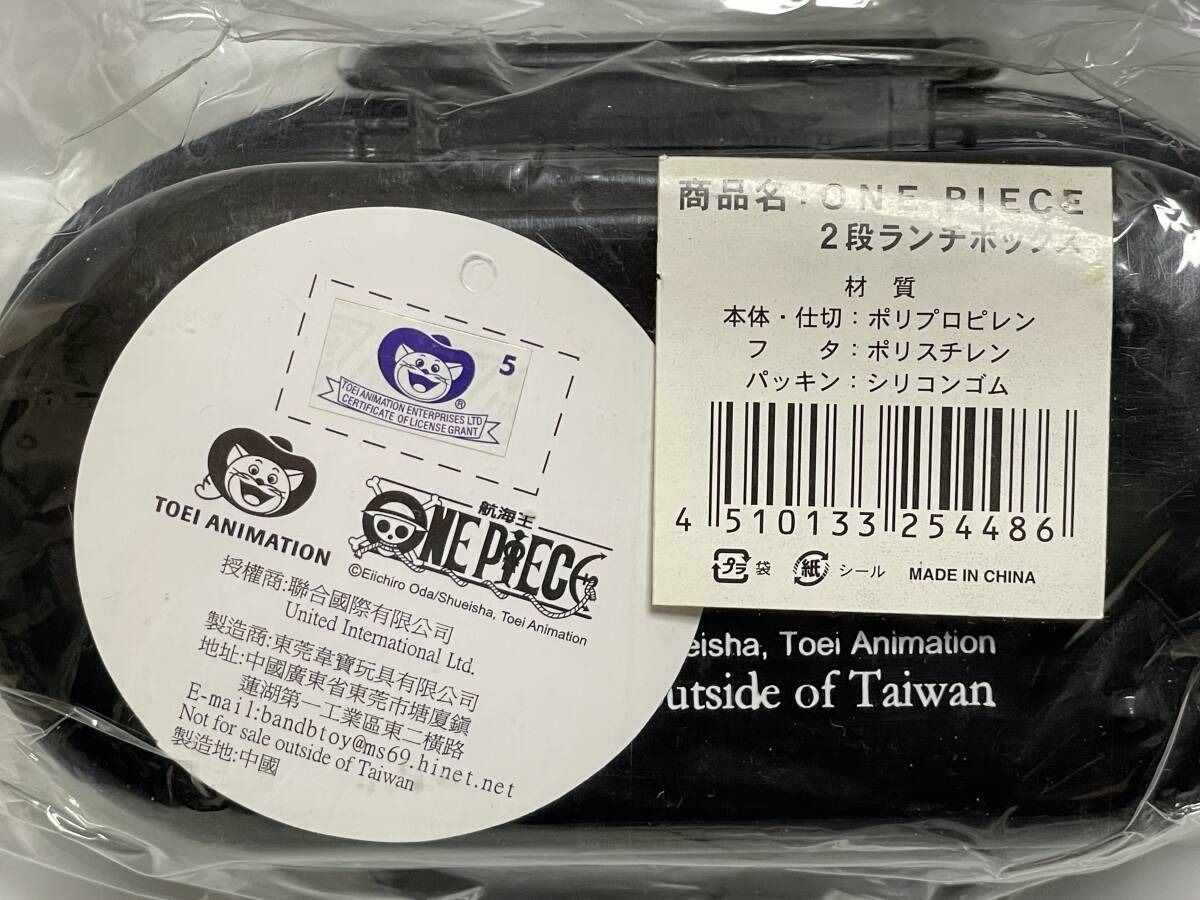 5
TOEI ANIMATION ENTERPRISES LTD
CERTIFICATE OF LICENSE GRANT
®
TOEI ANIMATION
航海王
ONE PIECE
©Eiichiro Oda/Shueisha, Toei Animation
授權商:聯合國際有限公司
United International Ltd.
製造商:東莞韋寶玩具有限公司
地址:中國廣東省東莞市塘廈鎮
蓮湖第一工業區東二橫路
E-mail:bandbtoy@ms69.hinet.net
Not for sale outside of Taiwan
製造地:中國
商品名・ONE PIECE
2段ランチボックス
材質
本体・仕切：ポリプロピレン
フタ：ポリスチレン
パッキン：シリコンゴム
4 510133 254486
プラ 袋 紙 シール MADE IN CHINA
eisha, Toei Animation
utside of Taiwan